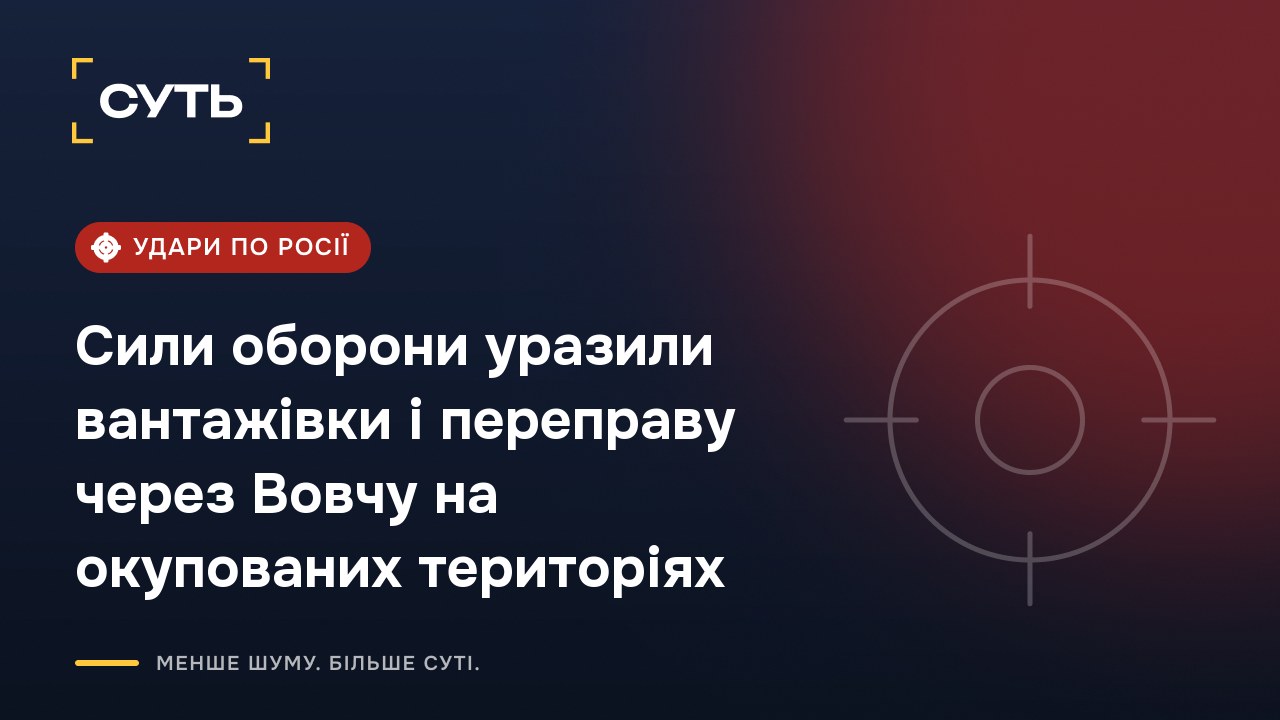 СУТЬ
УДАРИ ПО РОСІЇ
Сили оборони уразили
вантажівки і переправу
через Вовчу на
окупованих територіях
МЕНШЕ ШУМУ. БІЛЬШЕ СУТІ.